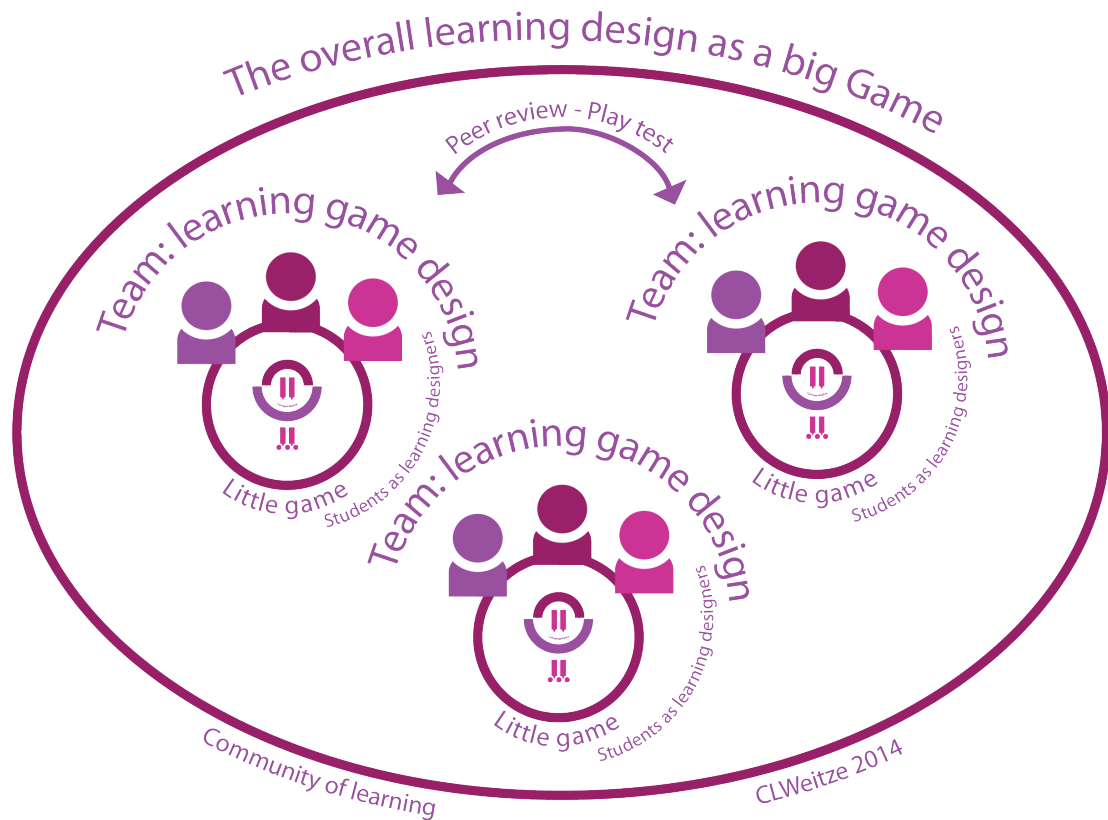 The overall learning design as a big Game
Peer review - Play test
Team: learning game design
Students as learning designers
Little game
Team: learning game design
Students as learning designers
Little game
Team: learning game design
Students as learning designers
Little game
Community of learning
CLWeitze 2014